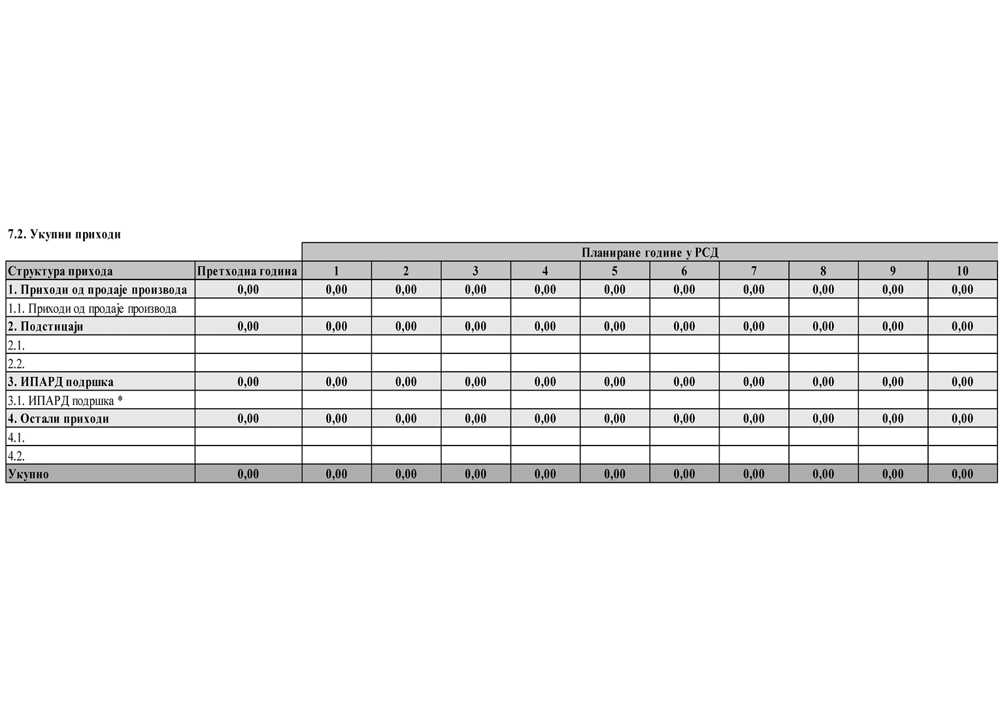 7.2. Укупни приходи
Планиране године у РСД
Структура прихода Претходна година 1 2 3 4 5 6 7 8 9 10
1. Приходи од продаје производа 0,00 0,00 0,00 0,00 0,00 0,00 0,00 0,00 0,00 0,00 0,00
1.1. Приходи од продаје производа
2. Подстицаји 0,00 0,00 0,00 0,00 0,00 0,00 0,00 0,00 0,00 0,00 0,00
2.1.
2.2.
3. ИПАРД подршка 0,00 0,00 0,00 0,00 0,00 0,00 0,00 0,00 0,00 0,00 0,00
3.1. ИПАРД подршка *
4. Остали приходи 0,00 0,00 0,00 0,00 0,00 0,00 0,00 0,00 0,00 0,00 0,00
4.1.
4.2.
Укупно 0,00 0,00 0,00 0,00 0,00 0,00 0,00 0,00 0,00 0,00 0,00